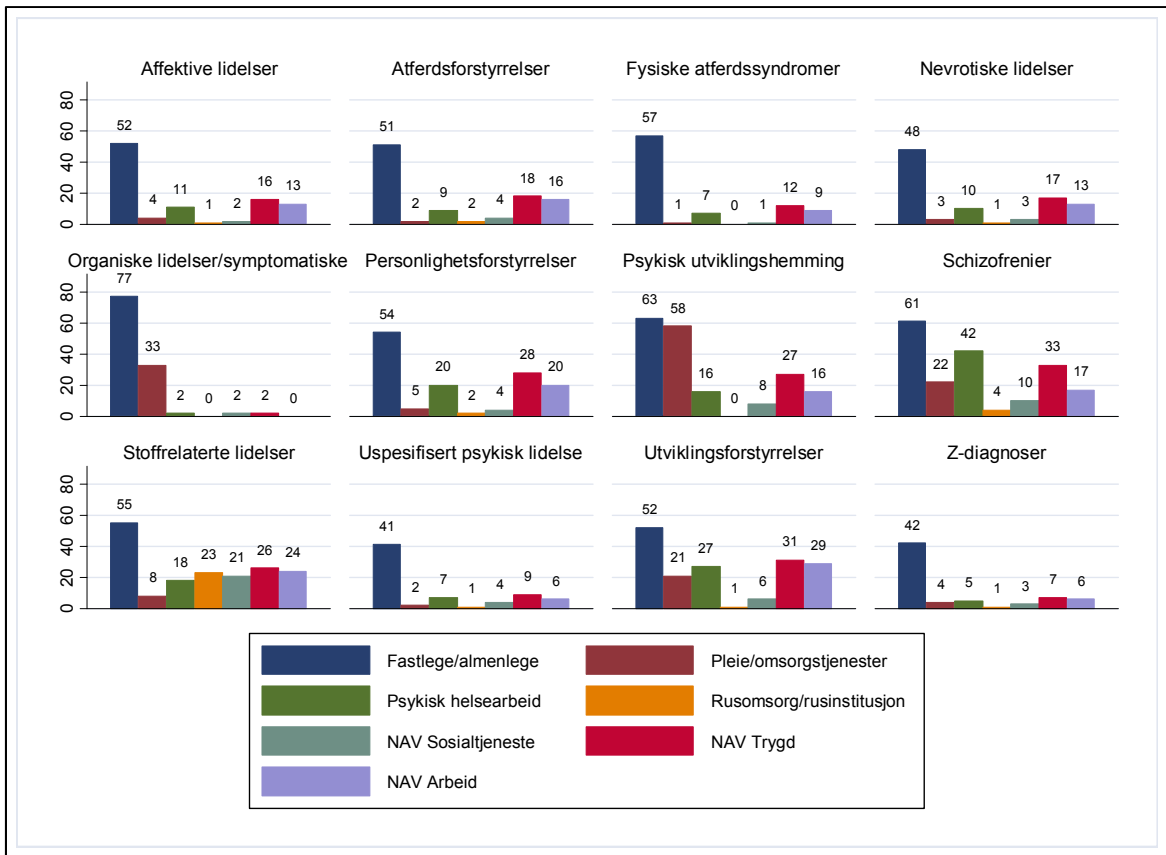 Affektive lidelser Atferdsforstyrrelser Fysiske atferdssyndromer Nevrotiske lidelser
0 20 40 60 80
52 4 11 1 2 16 13
51 2 9 2 4 18 16
57 1 7 0 1 12 9
48 3 10 1 3 17 13
Organiske lidelser/symptomatiske Personlighetsforstyrrelser Psykisk utviklingshemming Schizofrenier
0 20 40 60 80
77 33 2 0 2 2 0
54 5 20 2 4 28 20
63 58 16 0 8 27 16
61 22 42 4 10 33 17
Stoffrelaterte lidelser Uspesifisert psykisk lidelse Utviklingsforstyrrelser Z-diagnoser
0 20 40 60 80
55 8 18 23 21 26 24
41 2 7 1 4 9 6
52 21 27 1 6 31 29
42 4 5 1 3 7 6
Fastlege/almenlege Pleie/omsorgstjenester
Psykisk helsearbeid Rusomsorg/rusinstitusjon
NAV Sosialtjeneste NAV Trygd
NAV Arbeid